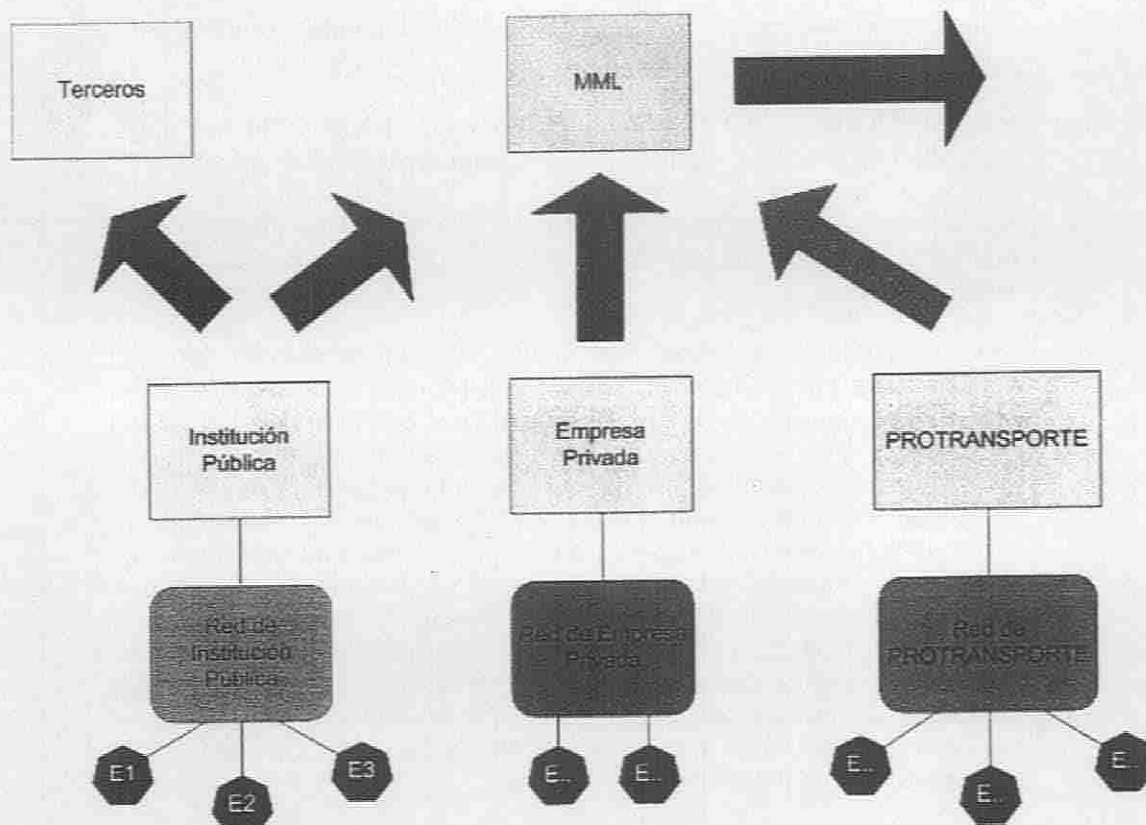 Terceros
MML
Institución
Pública
Empresa
Privada
PROTRANSPORTE
Red de
Institución
Pública
Red de Empresa
Privada
Red de
PROTRANSPORTE
E1
E2
E3
E..
E..
E..
E..
E..